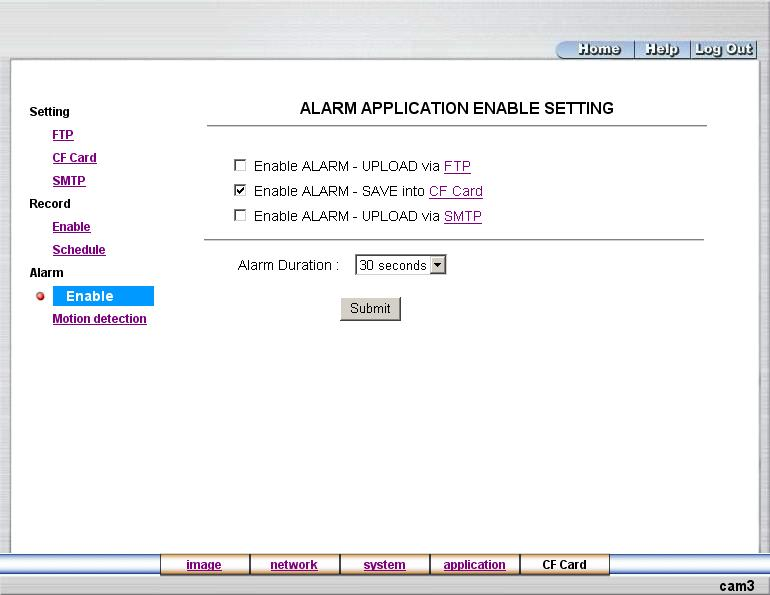 Home Help Log Out
Setting
FTP
CF Card
SMTP
Record
Enable
Schedule
Alarm
Enable
Motion detection
ALARM APPLICATION ENABLE SETTING
Enable ALARM - UPLOAD via FTP
Enable ALARM - SAVE into CF Card
Enable ALARM - UPLOAD via SMTP
Alarm Duration : 30 seconds
Submit
image network system application CF Card
cam3